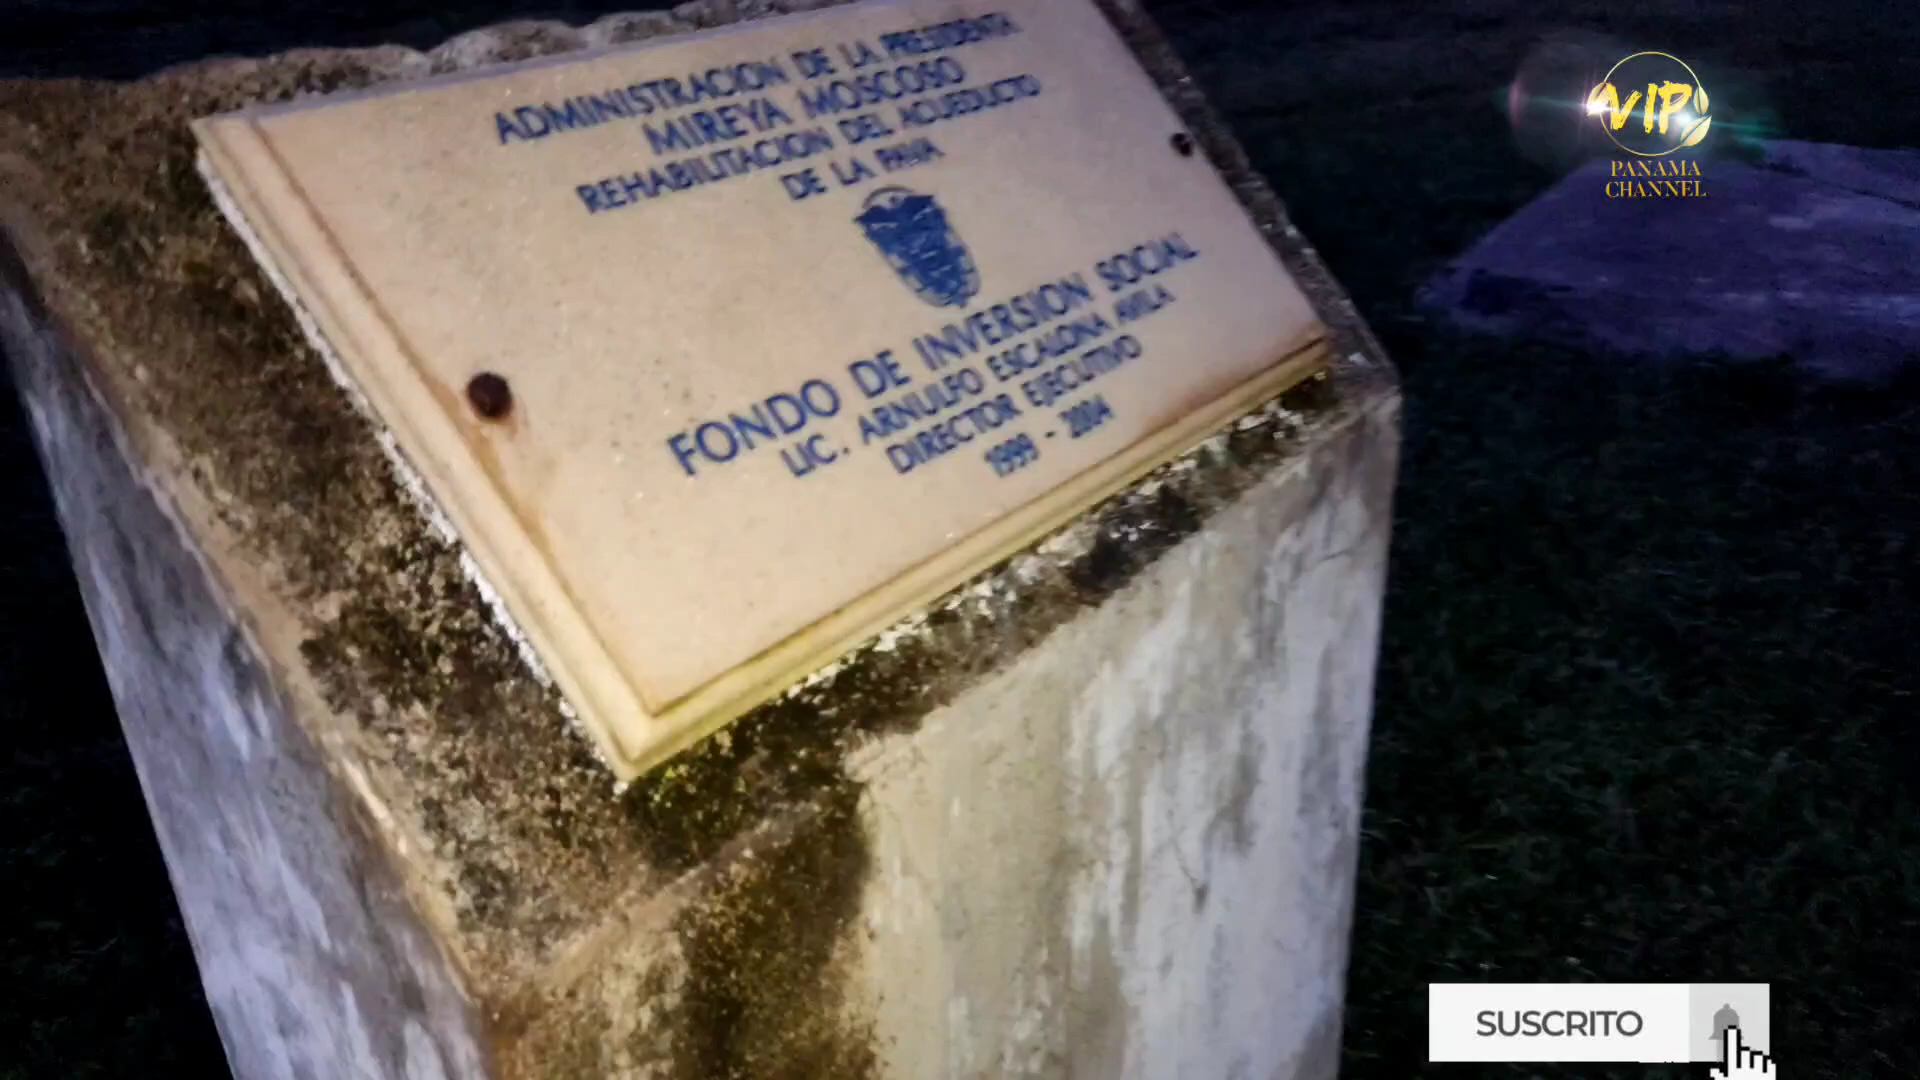 ADMINISTRACION DE LA PRESIDENTA
MIREYA MOSCOSO
REHABILITACION DEL ACUEDUCTO
DE LA PAVA
FONDO DE INVERSION SOCIAL
LIC. ARNULFO ESCALONA AVILA
DIRECTOR EJECUTIVO
1999 - 2004
VIP
PANAMA
CHANNEL
SUSCRITO